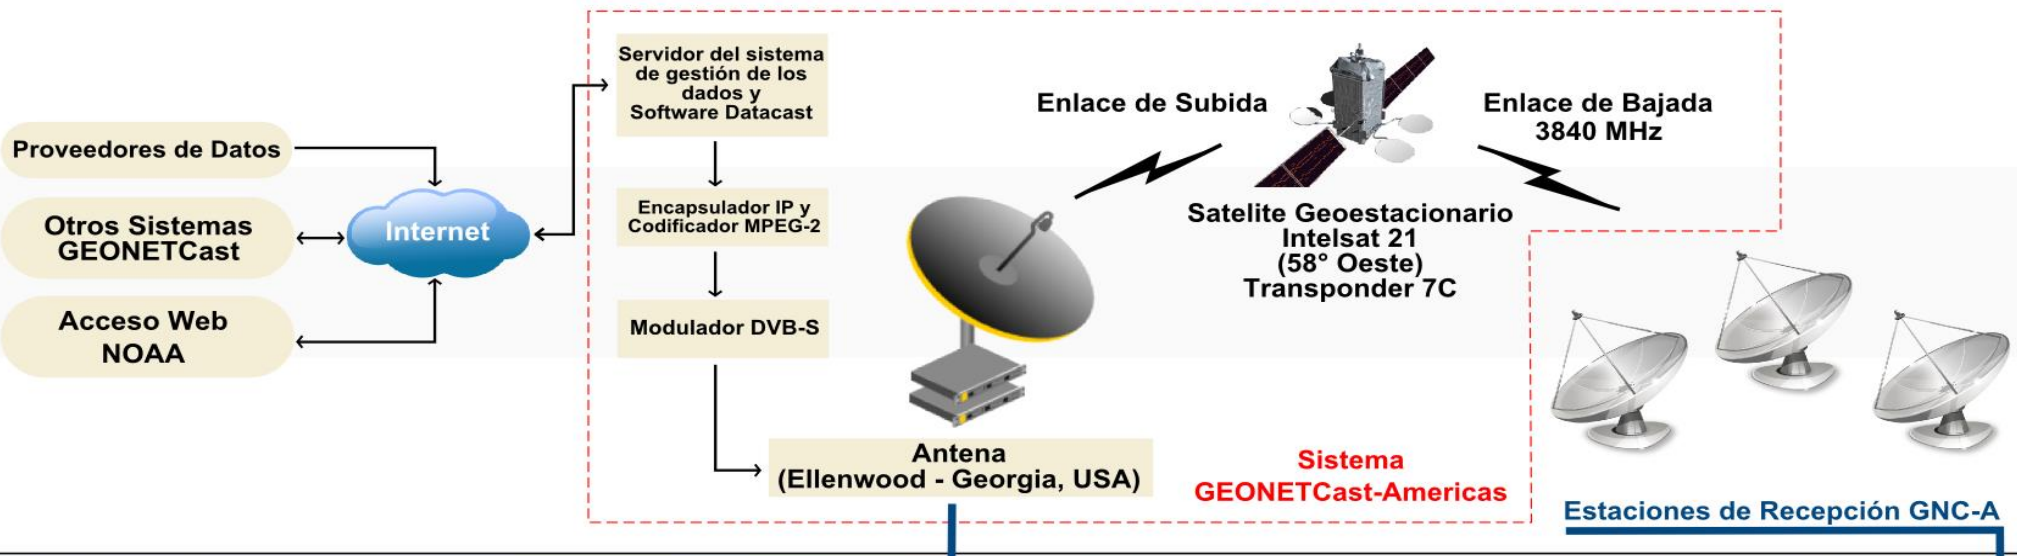 Proveedores de Datos
Otros Sistemas
GEONETCast
Acceso Web
NOAA
Internet
Servidor del sistema
de gestión de los
dados y
Software Datacast
Encapsulador IP y
Codificador MPEG-2
Modulador DVB-S
Antena
(Ellenwood - Georgia, USA)
Enlace de Subida
Satelite Geoestacionario
Intelsat 21
(58° Oeste)
Transponder 7C
Enlace de Bajada
3840 MHz
Sistema
GEONETCast-Americas
Estaciones de Recepción GNC-A